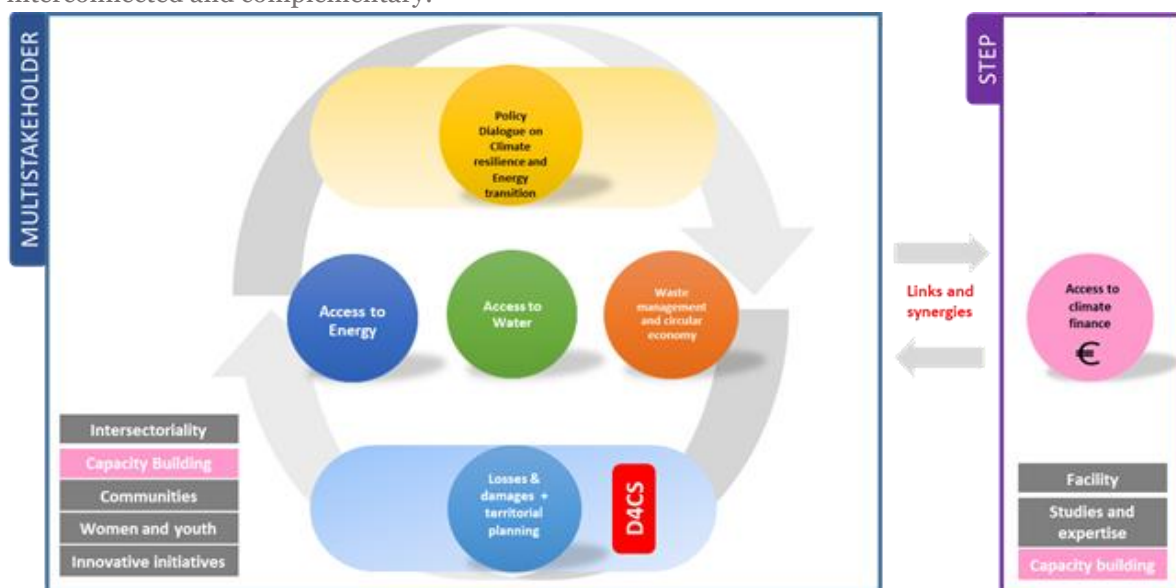 interconnected and complementary.
MULTISTAKEHOLDER
Policy
Dialogue on
Climate
resilience and
Energy
transition
Access to
Energy
Access to
Water
Waste
management
and circular
economy
Intersectoriality
Capacity Building
Communities
Women and youth
Innovative initiatives
Losses &
damages +
territorial
planning
D4CS
Links and
synergies
STEP
Access to
climate
finance
€
Facility
Studies and
expertise
Capacity building